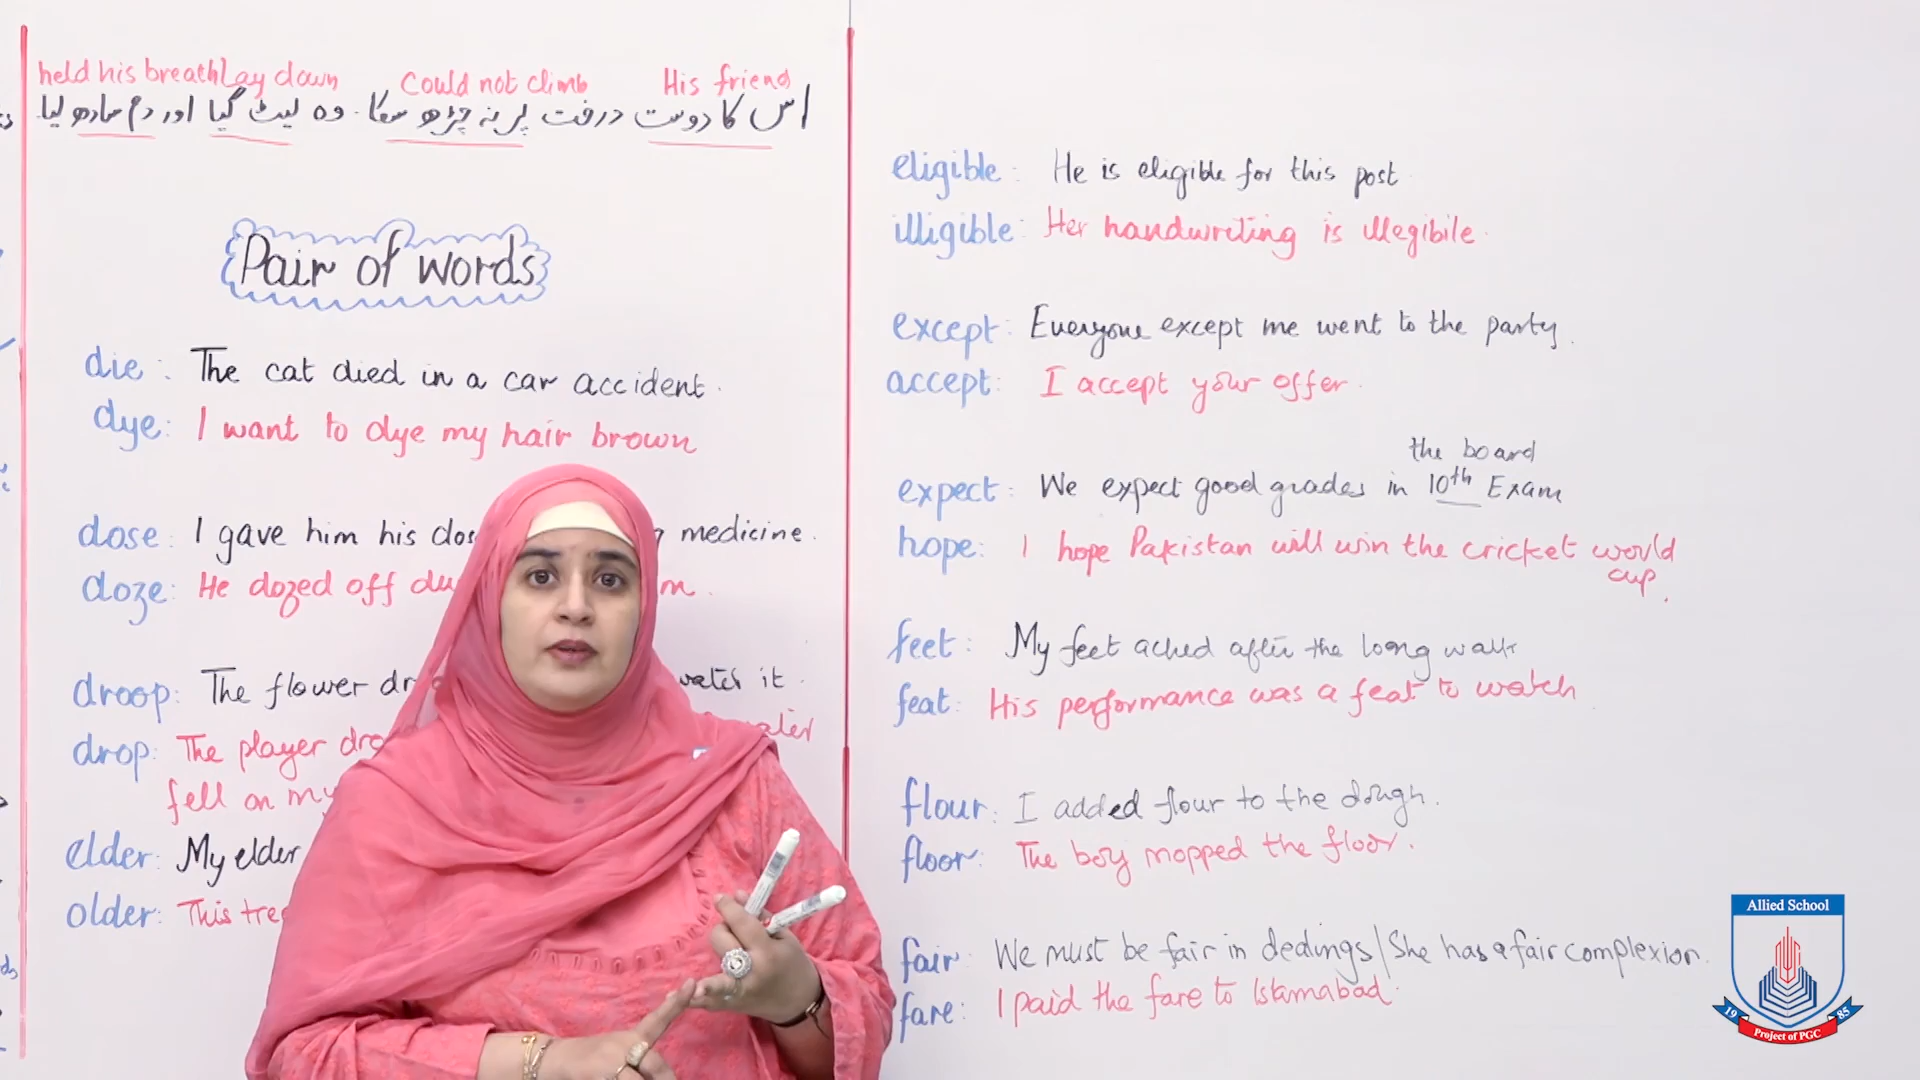 held his breath lay down could not climb His friend
اس کا دوست درخت پر نہ چڑھ سکا۔ وہ لیٹ گیا اور دم سادھ لیا
Pair of words
die: The cat died in a car accident.
dye: I want to dye my hair brown
dose: I gave him his medicine.
doze: He dozed off
droop: The flower it.
drop: The player
fell on my
elder: My elder
older: This tree
eligible: He is eligible for this post
illigible: Her handwriting is illegibile.
except: Everyone except me went to the party.
accept: I accept your offer.
the board
expect: We expect good grades in 10th Exam
hope: I hope Pakistan will win the cricket would
cup.
feet: My feet ached after the long walk
feat: His performance was a feat to watch
flour: I added flour to the dough.
floor: The boy mopped the floor.
fair: We must be fair in dealings/She has a fair complexion.
fare: I paid the fare to Islamabad.
Allied School
1985
Project of PGC